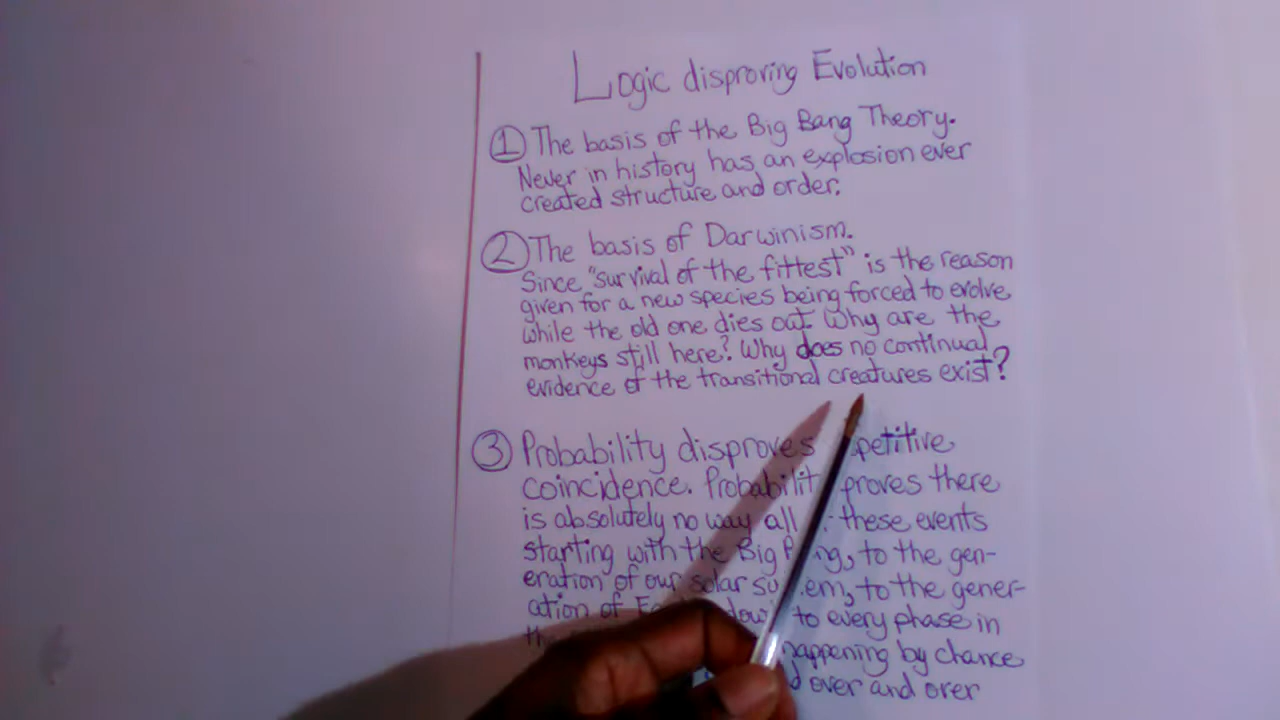 Logic disproving Evolution
① The basis of the Big Bang Theory.
Never in history has an explosion ever
created structure and order.
② The basis of Darwinism.
Since "survival of the fittest" is the reason
given for a new species being forced to evolve
while the old one dies out. Why are the
monkeys still here? Why does no continual
evidence of the transitional creatures exist?
③ Probability disproves
coincidence. Probability proves there
is absolutely no way all these events
starting with the Big Bang, to the gen-
eration of our solar system, to the gener-
ation of to every phase in
happening by chance
over and over